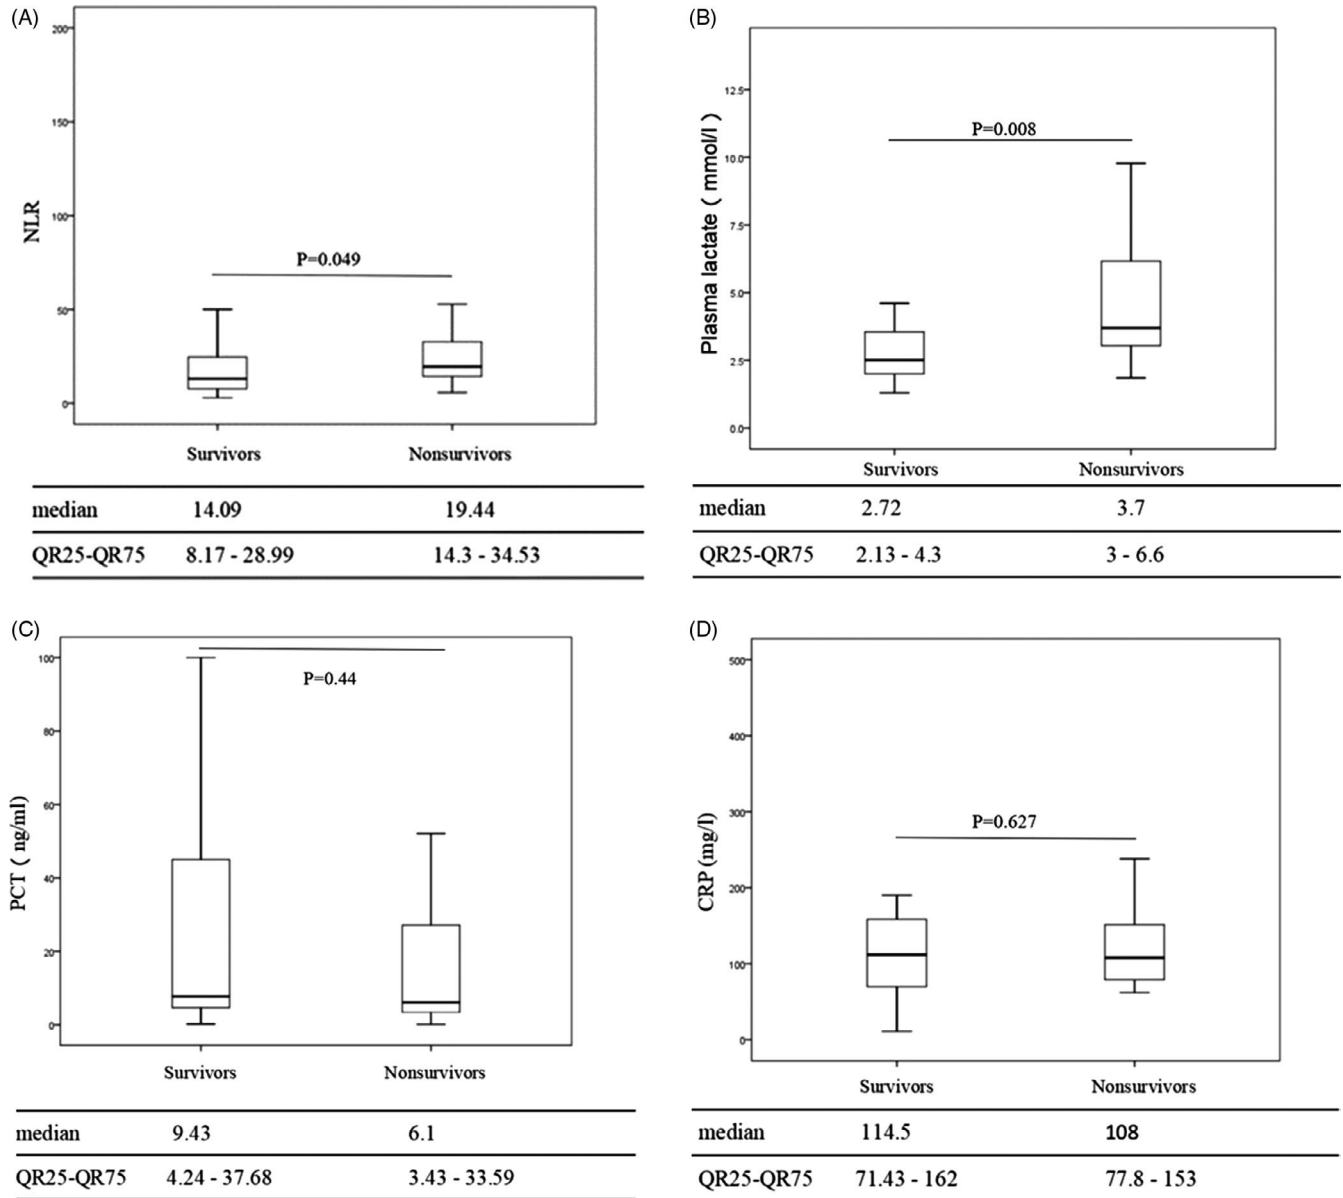 (A)
200
150
100
50
0
NLR
P=0.049
Survivors Nonsurvivors
median 14.09 19.44
QR25-QR75 8.17 - 28.99 14.3 - 34.53
(B)
12.5
10.0
7.5
5.0
2.5
0.0
Plasma lactate ( mmol/l )
P=0.008
Survivors Nonsurvivors
median 2.72 3.7
QR25-QR75 2.13 - 4.3 3 - 6.6
(C)
100
80
60
40
20
0
PCT ( ng/ml)
P=0.44
Survivors Nonsurvivors
median 9.43 6.1
QR25-QR75 4.24 - 37.68 3.43 - 33.59
(D)
500
400
300
200
100
0
CRP (mg/l)
P=0.627
Survivors Nonsurvivors
median 114.5 108
QR25-QR75 71.43 - 162 77.8 - 153